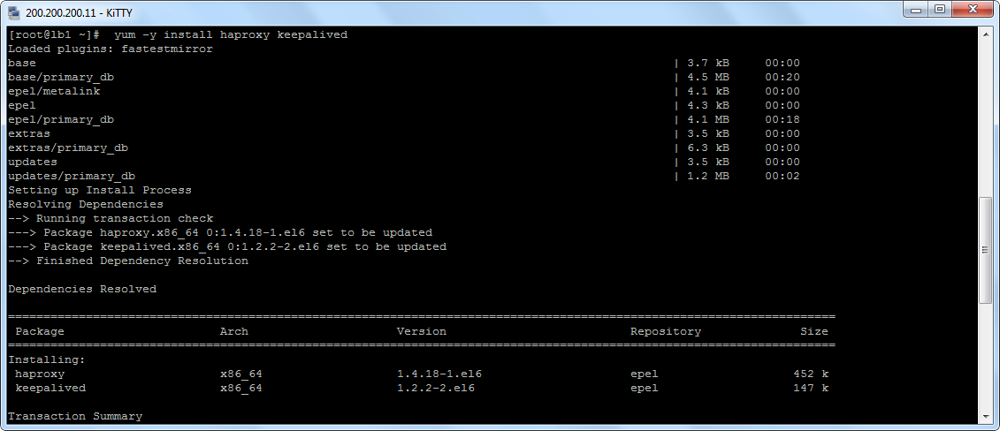 200.200.200.11 - KiTTY
[root@lb1 ~]#  yum -y install haproxy keepalived
Loaded plugins: fastestmirror
base | 3.7 kB 00:00
base/primary_db | 4.5 MB 00:20
epel/metalink | 4.1 kB 00:00
epel | 4.3 kB 00:00
epel/primary_db | 4.1 MB 00:18
extras | 3.5 kB 00:00
extras/primary_db | 6.3 kB 00:00
updates | 3.5 kB 00:00
updates/primary_db | 1.2 MB 00:02
Setting up Install Process
Resolving Dependencies
--> Running transaction check
---> Package haproxy.x86_64 0:1.4.18-1.el6 set to be updated
---> Package keepalived.x86_64 0:1.2.2-2.el6 set to be updated
--> Finished Dependency Resolution
Dependencies Resolved
Package Arch Version Repository Size
Installing:
haproxy x86_64 1.4.18-1.el6 epel 452 k
keepalived x86_64 1.2.2-2.el6 epel 147 k
Transaction Summary